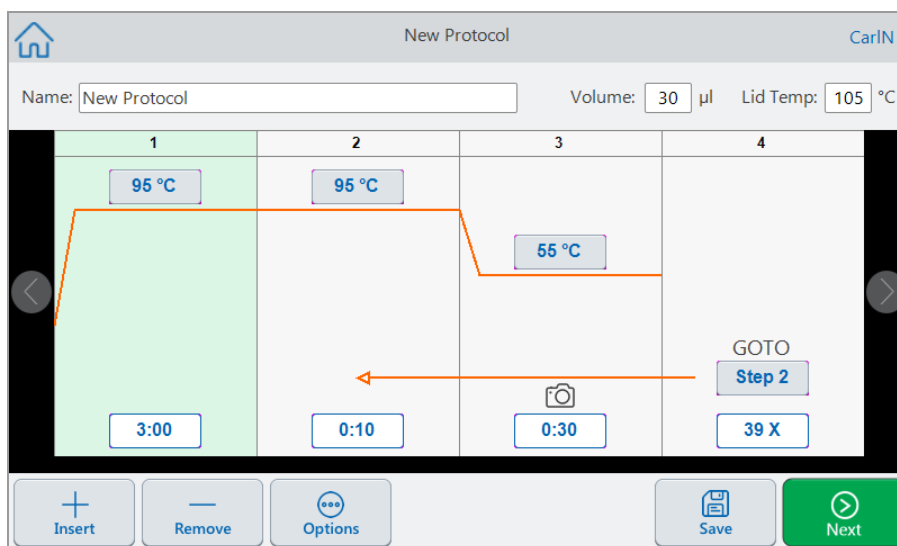 New Protocol
CarlN
Name: New Protocol Volume: 30 µl Lid Temp: 105 °C
1 2 3 4
95 °C 95 °C
55 °C
GOTO
Step 2
3:00 0:10 0:30 39 X
Insert Remove Options Save Next